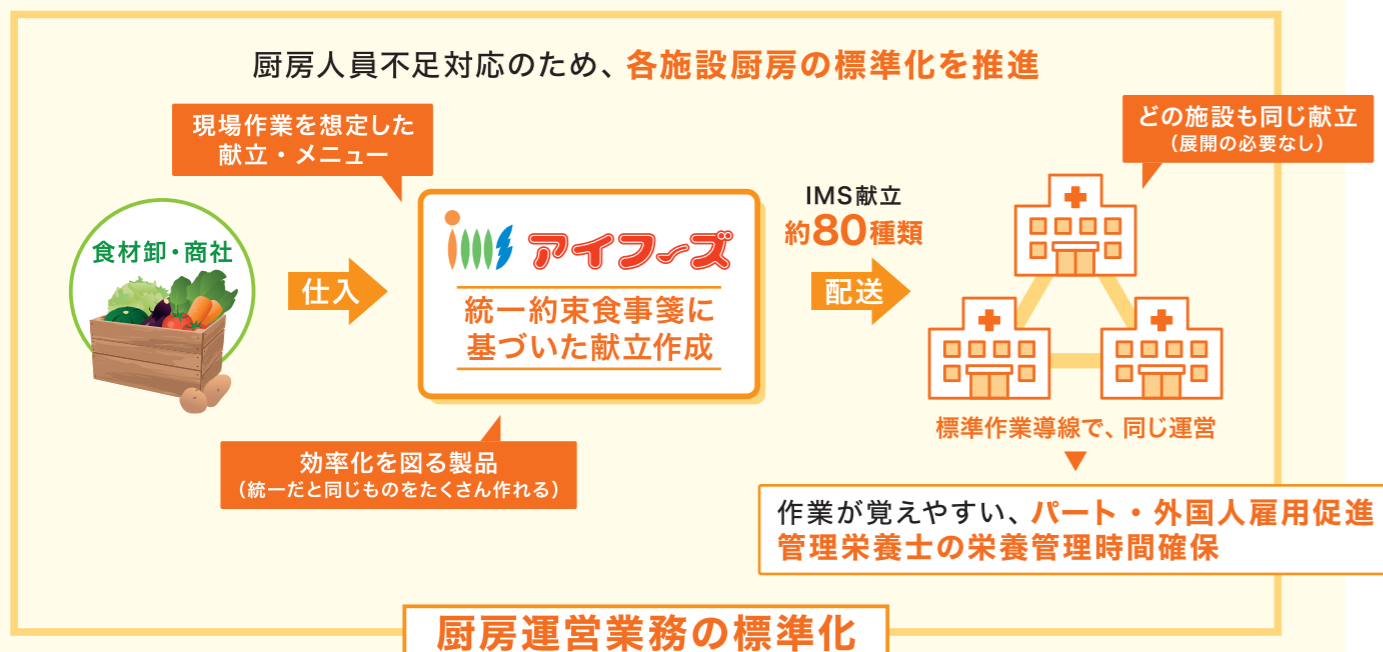 厨房人員不足対応のため、各施設厨房の標準化を推進
現場作業を想定した
献立・メニュー
どの施設も同じ献立
（展開の必要なし）
食材卸・商社
仕入
ims アイフーズ
統一約束食事箋に
基づいた献立作成
IMS献立
約80種類
配送
効率化を図る製品
（統一だと同じものをたくさん作れる）
標準作業導線で、同じ運営
作業が覚えやすい、パート・外国人雇用促進
管理栄養士の栄養管理時間確保
厨房運営業務の標準化